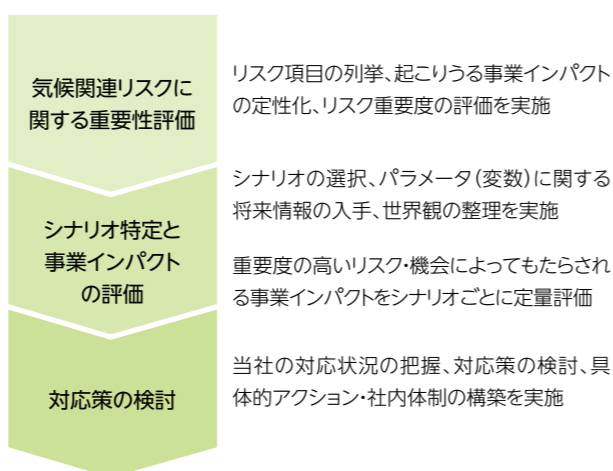 気候関連リスクに
関する重要性評価
リスク項目の列挙、起こりうる事業インパクト
の定性化、リスク重要度の評価を実施
シナリオ特定と
事業インパクト
の評価
シナリオの選択、パラメータ（変数）に関する
将来情報の入手、世界観の整理を実施
重要度の高いリスク・機会によってもたらされ
る事業インパクトをシナリオごとに定量評価
対応策の検討
当社の対応状況の把握、対応策の検討、具
体的アクション・社内体制の構築を実施